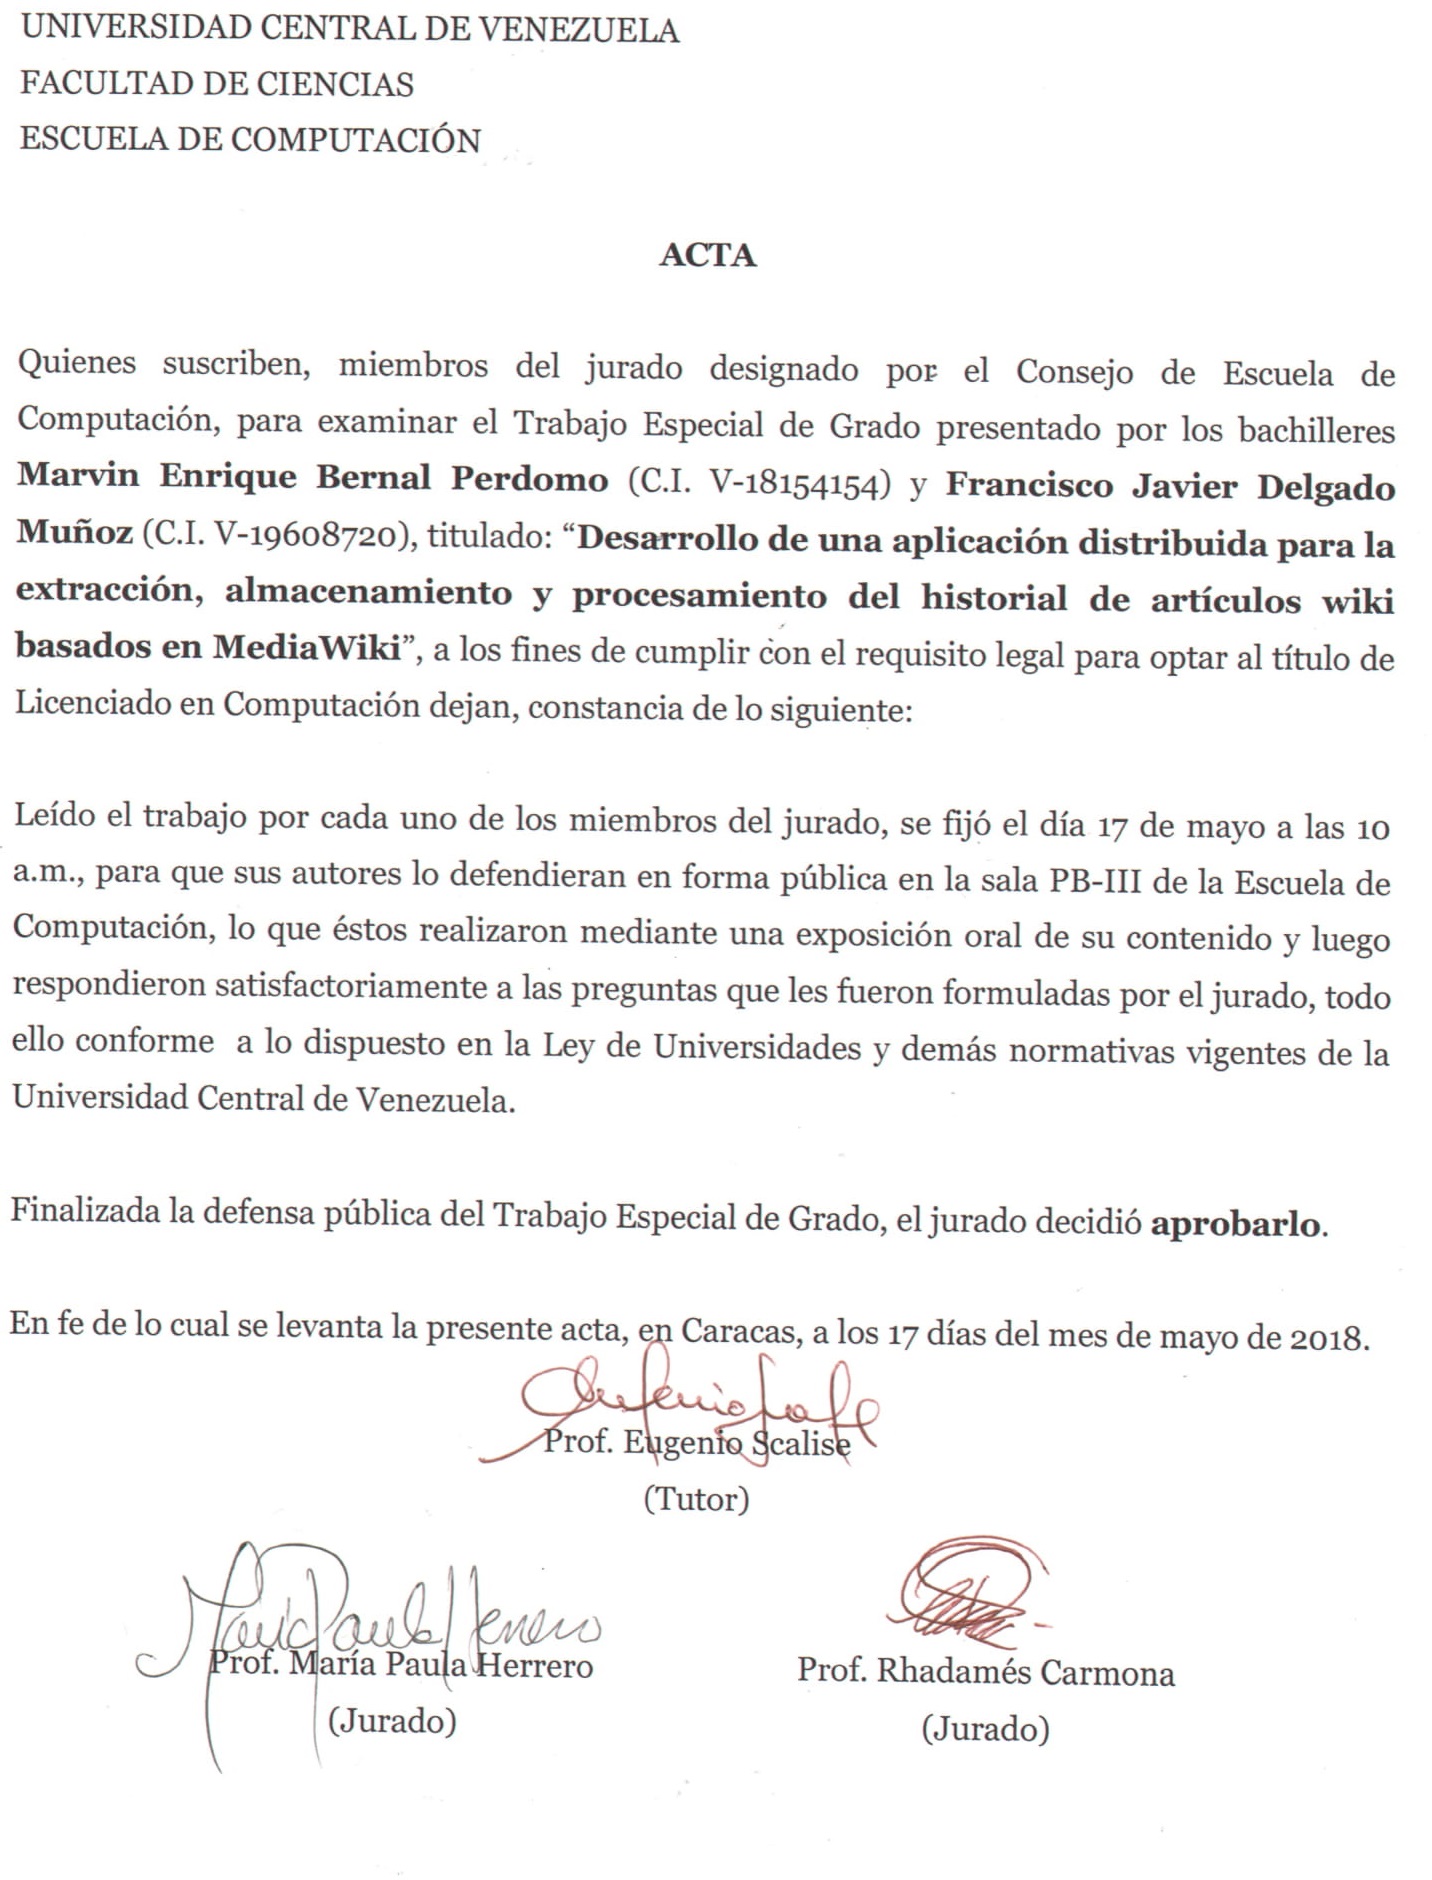 UNIVERSIDAD CENTRAL DE VENEZUELA
FACULTAD DE CIENCIAS
ESCUELA DE COMPUTACIÓN
ACTA
Quienes suscriben, miembros del jurado designado por el Consejo de Escuela de
Computación, para examinar el Trabajo Especial de Grado presentado por los bachilleres
Marvin Enrique Bernal Perdomo (C.I. V-18154154) y Francisco Javier Delgado
Muñoz (C.I. V-19608720), titulado: “Desarrollo de una aplicación distribuida para la
extracción, almacenamiento y procesamiento del historial de artículos wiki
basados en MediaWiki”, a los fines de cumplir con el requisito legal para optar al título de
Licenciado en Computación dejan, constancia de lo siguiente:
Leído el trabajo por cada uno de los miembros del jurado, se fijó el día 17 de mayo a las 10
a.m., para que sus autores lo defendieran en forma pública en la sala PB-III de la Escuela de
Computación, lo que éstos realizaron mediante una exposición oral de su contenido y luego
respondieron satisfactoriamente a las preguntas que les fueron formuladas por el jurado, todo
ello conforme a lo dispuesto en la Ley de Universidades y demás normativas vigentes de la
Universidad Central de Venezuela.
Finalizada la defensa pública del Trabajo Especial de Grado, el jurado decidió aprobarlo.
En fe de lo cual se levanta la presente acta, en Caracas, a los 17 días del mes de mayo de 2018.
Prof. Eugenio Scalise
(Tutor)
María Paula Herrero
Prof. María Paula Herrero
(Jurado)
Prof. Rhadamés Carmona
(Jurado)